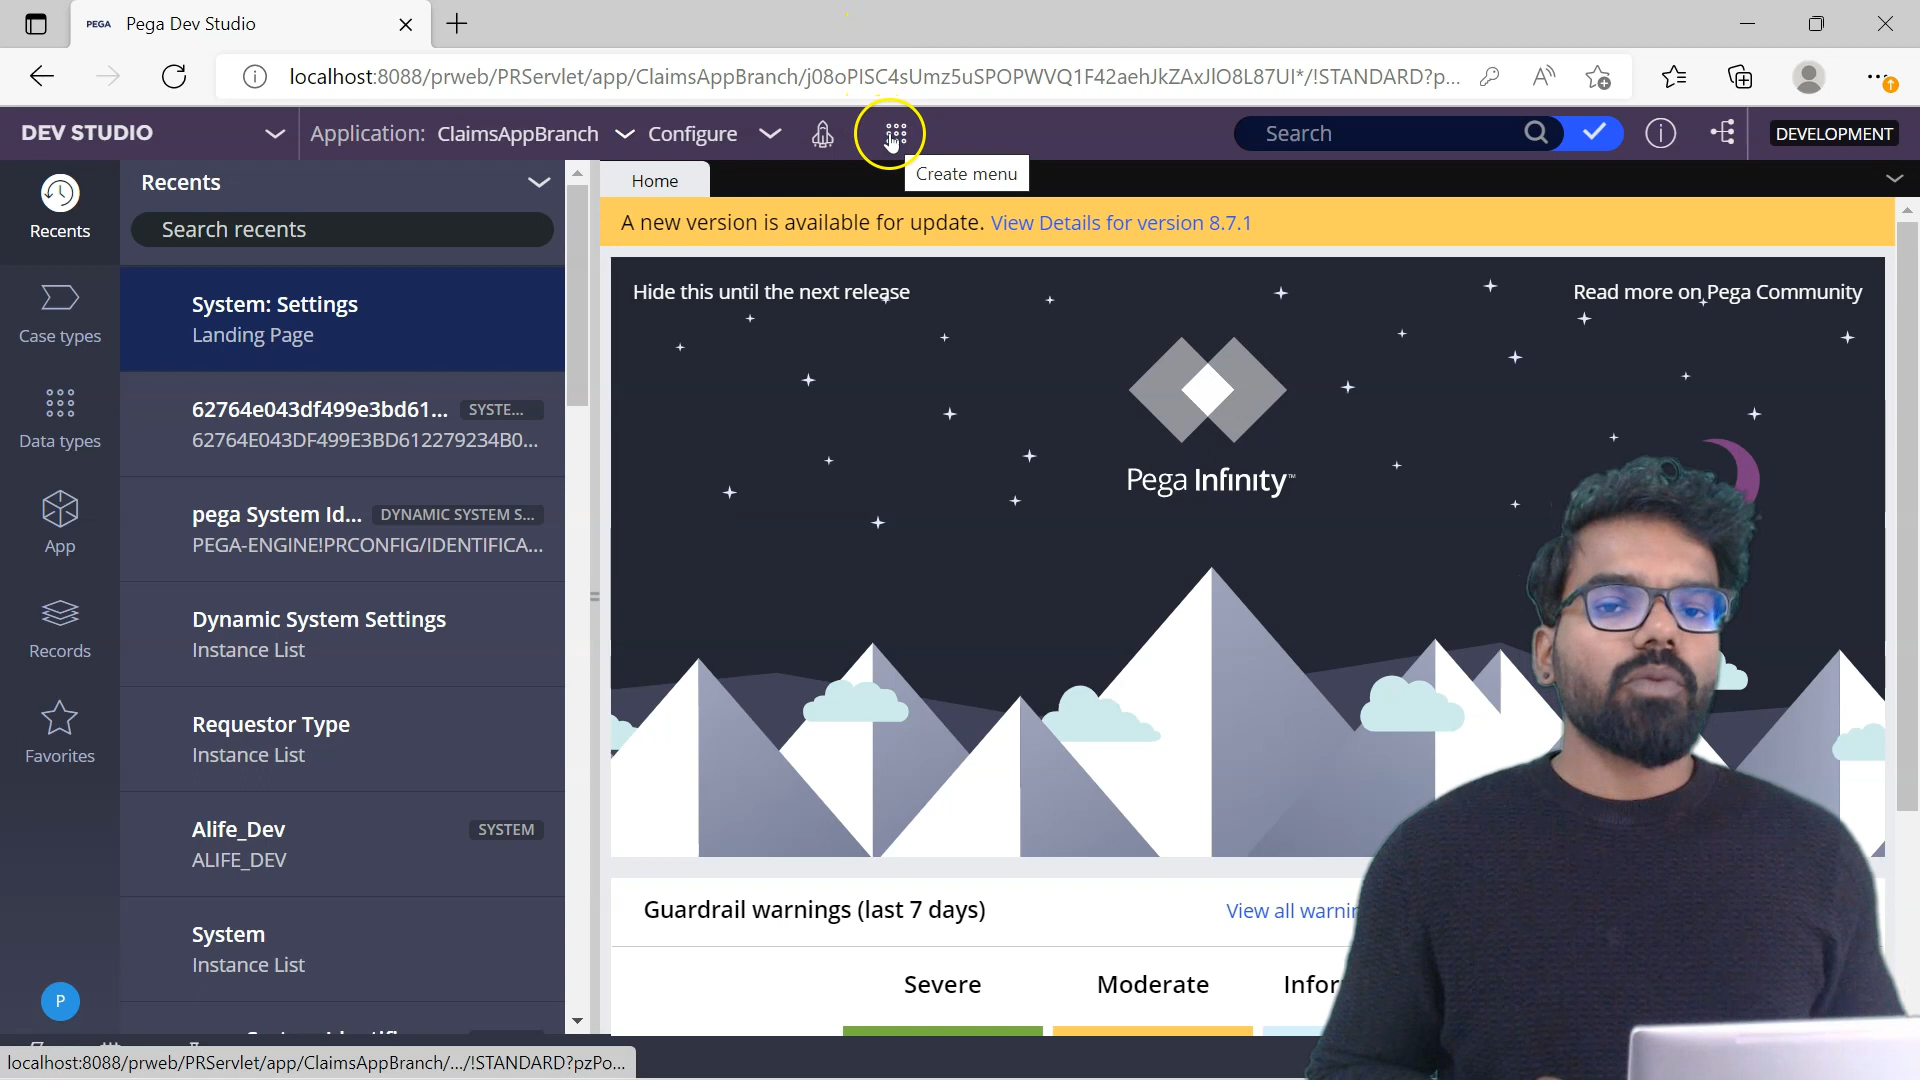 PEGA Pega Dev Studio
localhost:8088/prweb/PRServlet/app/ClaimsAppBranch/j08oPISC4sUmz5uSPOPWVQ1F42aehJkZAxJlO8L87UI*/!STANDARD?p...
DEV STUDIO
Application: ClaimsAppBranch
Configure
Search
DEVELOPMENT
Create menu
Recents
Case types
Data types
App
Records
Favorites
P
Recents
Search recents
System: Settings
Landing Page
62764e043df499e3bd61... SYSTE...
62764E043DF499E3BD612279234B0...
pega System Id... DYNAMIC SYSTEM S...
PEGA-ENGINE!PRCONFIG/IDENTIFICA...
Dynamic System Settings
Instance List
Requestor Type
Instance List
Alife_Dev SYSTEM
ALIFE_DEV
System
Instance List
Home
A new version is available for update. View Details for version 8.7.1
Hide this until the next release
Read more on Pega Community
Pega Infinity™
Guardrail warnings (last 7 days)
View all
Severe Moderate
localhost:8088/prweb/PRServlet/app/ClaimsAppBranch/.../!STANDARD?pzPo...